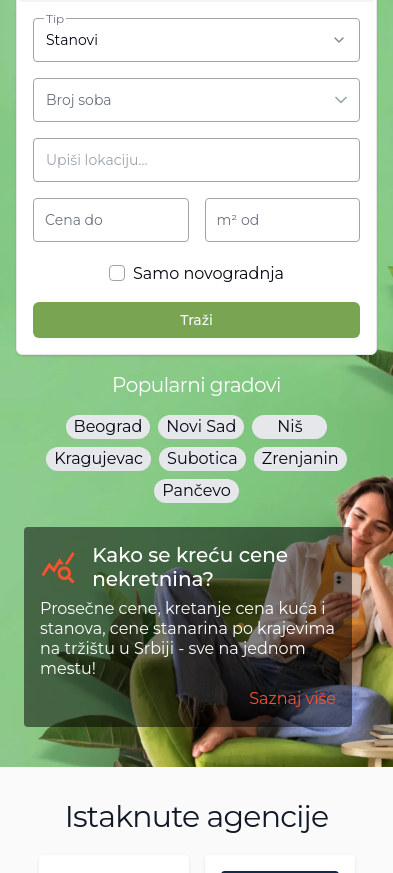 Tip
Stanovi
Broj soba
Upiši lokaciju...
Cena do
m² od
Samo novogradnja
Traži
Popularni gradovi
Beograd
Novi Sad
Niš
Kragujevac
Subotica
Zrenjanin
Pančevo
Kako se kreću cene
nekretnina?
Prosečne cene, kretanje cena kuća i
stanova, cene stanarina po krajevima
na tržištu u Srbiji - sve na jednom
mestu!
Saznaj više
Istaknute agencije